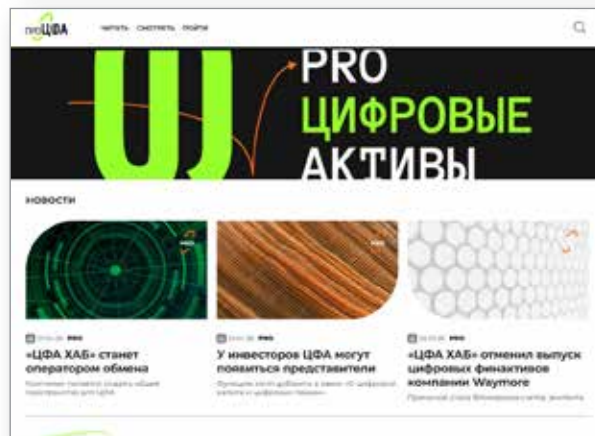 проЦФА
ЧИТАТЬ СМОТРЕТЬ ПОЙТИ
PRO
ЦИФРОВЫЕ
АКТИВЫ
НОВОСТИ
PRO
PRO
PRO
«ЦФА ХАБ» станет
оператором обмена
У инвесторов ЦФА могут
появиться представители
«ЦФА ХАБ» отменил выпуск
цифровых финактивов
компании Waymore